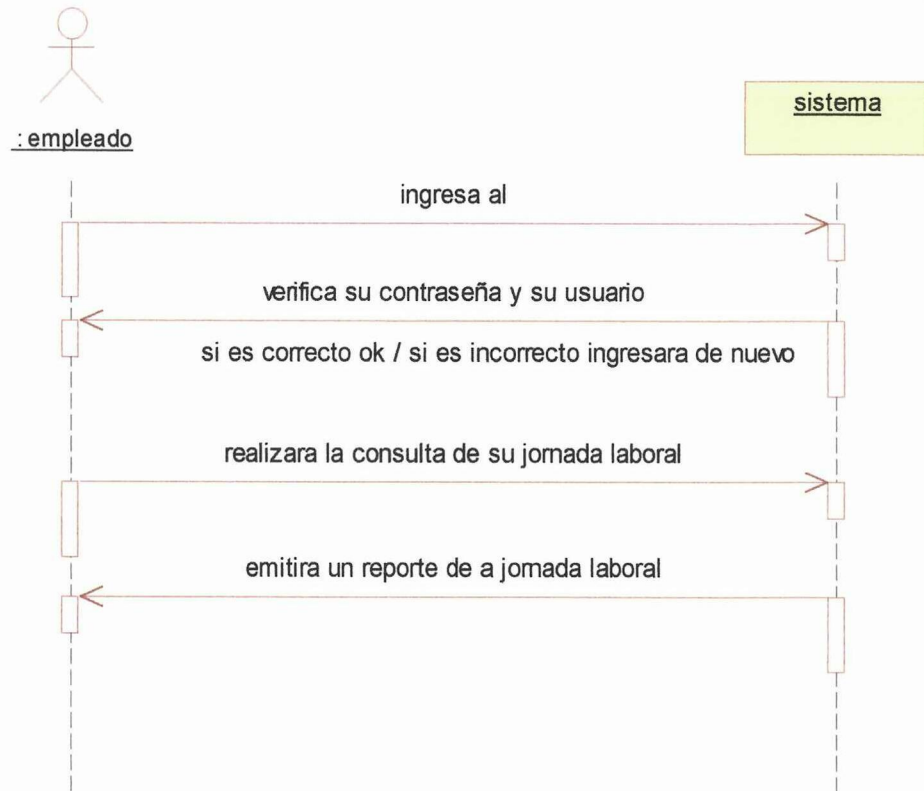 : empleado
sistema
ingresa al
verifica su contraseña y su usuario
si es correcto ok / si es incorrecto ingresara de nuevo
realizara la consulta de su jornada laboral
emitira un reporte de a jornada laboral